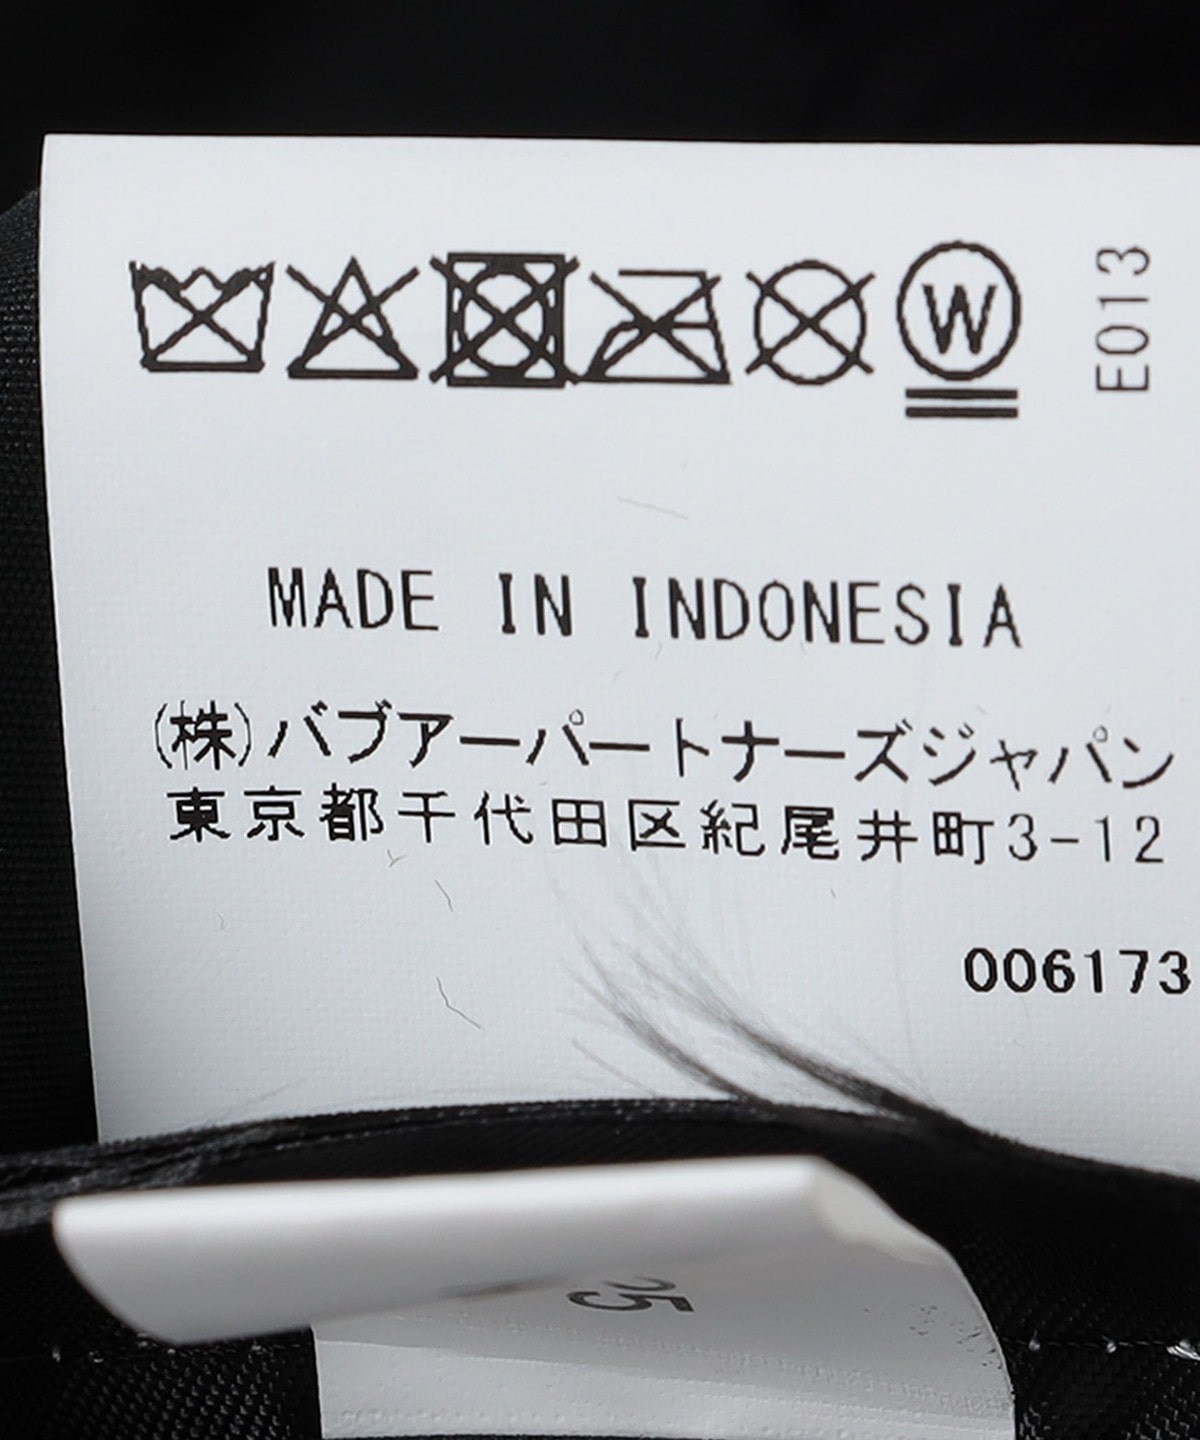 W
E013
MADE IN INDONESIA
(株)バブアーパートナーズジャパン
東京都千代田区紀尾井町3-12
006173